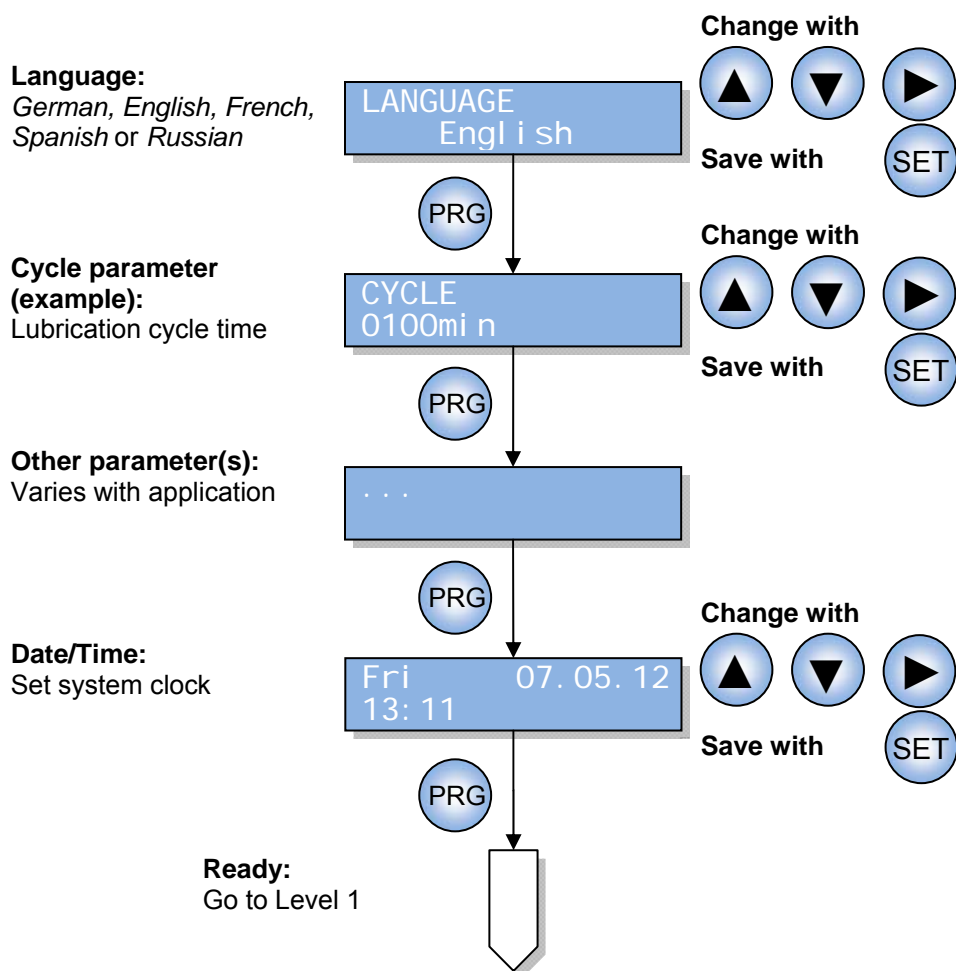 Change with
Language:
German, English, French,
Spanish or Russian
LANGUAGE
English
Save with
SET
PRG
Change with
Cycle parameter
(example):
Lubrication cycle time
CYCLE
0100min
Save with
SET
PRG
Other parameter(s):
Varies with application
...
PRG
Change with
Date/Time:
Set system clock
Fri 07.05.12
13:11
Save with
SET
PRG
Ready:
Go to Level 1